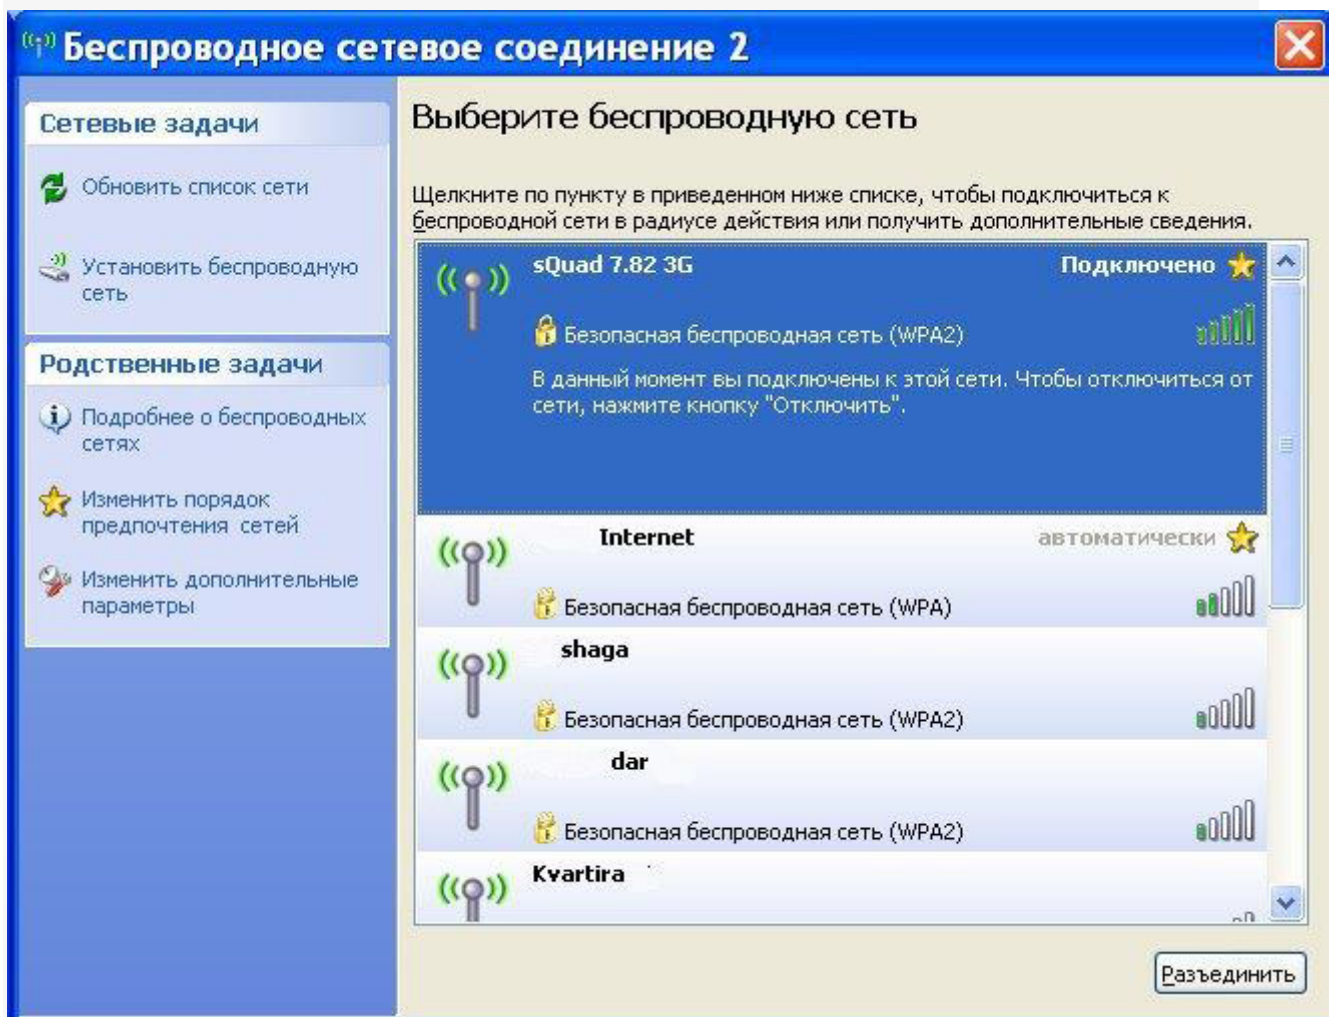 Беспроводное сетевое соединение 2
Сетевые задачи
Обновить список сети
Установить беспроводную
сеть
Родственные задачи
Подробнее о беспроводных
сетях
Изменить порядок
предпочтения сетей
Изменить дополнительные
параметры
Выберите беспроводную сеть
Щелкните по пункту в приведенном ниже списке, чтобы подключиться к
беспроводной сети в радиусе действия или получить дополнительные сведения.
sQuad 7.82 3G Подключено
Безопасная беспроводная сеть (WPA2)
В данный момент вы подключены к этой сети. Чтобы отключиться от
сети, нажмите кнопку "Отключить".
Internet автоматически
Безопасная беспроводная сеть (WPA)
shaga
Безопасная беспроводная сеть (WPA2)
dar
Безопасная беспроводная сеть (WPA2)
Kvartira
Разъединить